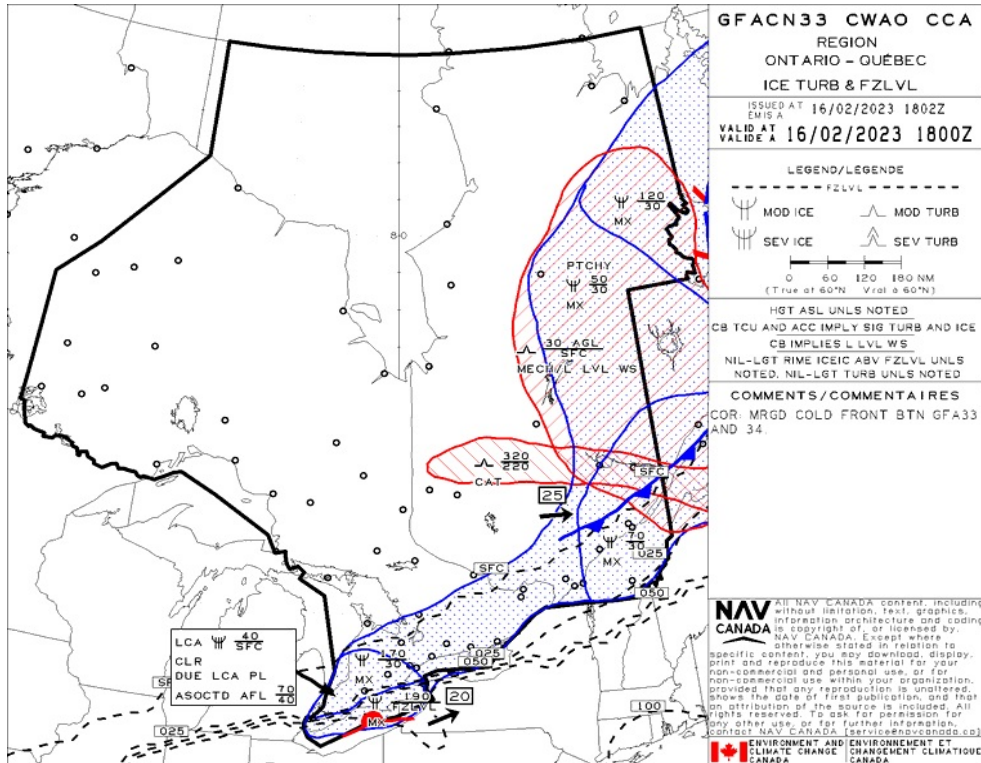 GFACN33 CWAO CCA
REGION
ONTARIO - QUÉBEC
ICE TURB & FZLVL
ISSUED AT
ÉMIS A
16/02/2023 1802Z
VALID AT
VALIDE A
16/02/2023 1800Z
LEGEND/LÉGENDE
FZLVL
MOD ICE
MOD TURB
SEV ICE
SEV TURB
0 60 120 180 NM
(True at 60°N Vrai à 60°N)
HGT ASL UNLS NOTED
CB TCU AND ACC IMPLY SIG TURB AND ICE
CB IMPLIES L LVL WS
NIL-LGT RIME ICEIC ABV FZLVL UNLS
NOTED. NIL-LGT TURB UNLS NOTED
COMMENTS/COMMENTAIRES
COR: MRGD COLD FRONT BTN GFA33
AND 34.
NAV
CANADA
All NAV CANADA content, including
without limitation, text, graphics,
information architecture and coding
is copyright of, or licensed by,
NAV CANADA. Except where
otherwise stated in relation to
specific content, you may download, display,
print and reproduce this material for your
non-commercial and personal use, or for
non-commercial use within your organization,
provided that any reproduction is unaltered,
shows the date of first publication, and that
an attribution of the source is included. All
rights reserved. To ask for permission for
any other use, or for further information,
contact NAV CANADA [service@navcanada.ca]
ENVIRONMENT AND
CLIMATE CHANGE
CANADA
ENVIRONNEMENT ET
CHANGEMENT CLIMATIQUE
CANADA
80
120
30
MX
PTCHY
50
30
MX
30 AGL
SFC
MECH/L LVL WS
320
220
CAT
SFC
25
70
30
MX
025
050
SFC
LCA
40
SFC
CLR
DUE LCA PL
ASOCTD AFL
70
40
170
30
MX
025
050
190
FZLVL
MX
20
025
100